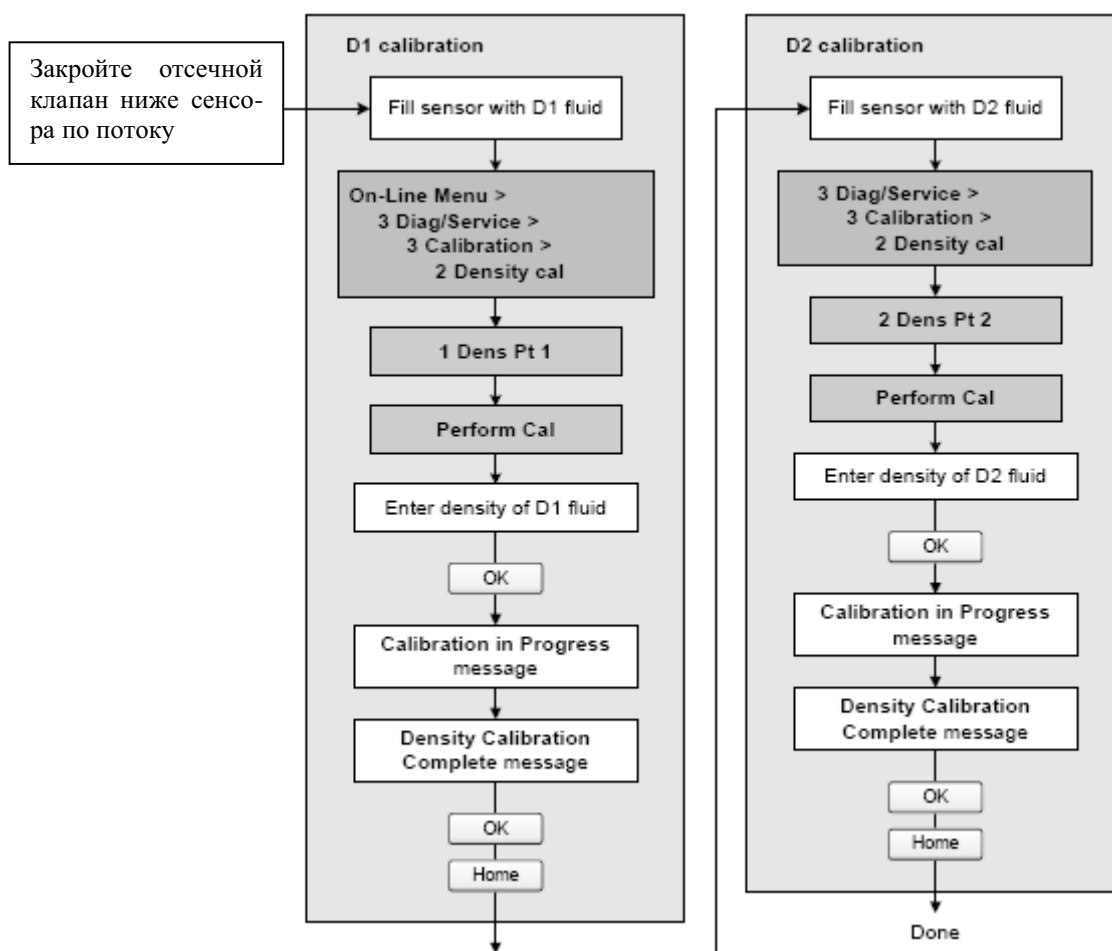 Закройте отсечной
клапан ниже сенсо-
ра по потоку
D1 calibration
Fill sensor with D1 fluid
On-Line Menu >
3 Diag/Service >
3 Calibration >
2 Density cal
1 Dens Pt 1
Perform Cal
Enter density of D1 fluid
OK
Calibration in Progress
message
Density Calibration
Complete message
OK
Home
D2 calibration
Fill sensor with D2 fluid
3 Diag/Service >
3 Calibration >
2 Density cal
2 Dens Pt 2
Perform Cal
Enter density of D2 fluid
OK
Calibration in Progress
message
Density Calibration
Complete message
OK
Home
Done